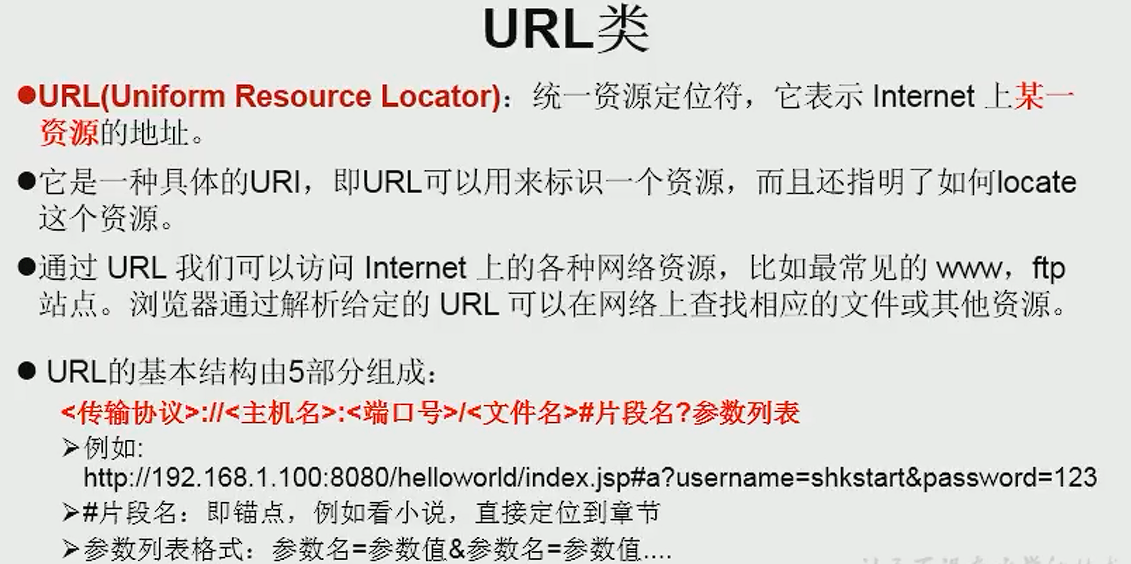 URL类
●URL(Uniform Resource Locator)：统一资源定位符，它表示 Internet 上某一
资源的地址。
●它是一种具体的URI，即URL可以用来标识一个资源，而且还指明了如何locate
这个资源。
●通过 URL 我们可以访问 Internet 上的各种网络资源，比如最常见的 www，ftp
站点。浏览器通过解析给定的 URL 可以在网络上查找相应的文件或其他资源。
● URL的基本结构由5部分组成：
<传输协议>://<主机名>:<端口号>/<文件名>#片段名?参数列表
➢例如:
http://192.168.1.100:8080/helloworld/index.jsp#a?username=shkstart&password=123
➢#片段名：即锚点，例如看小说，直接定位到章节
➢参数列表格式：参数名=参数值&参数名=参数值....